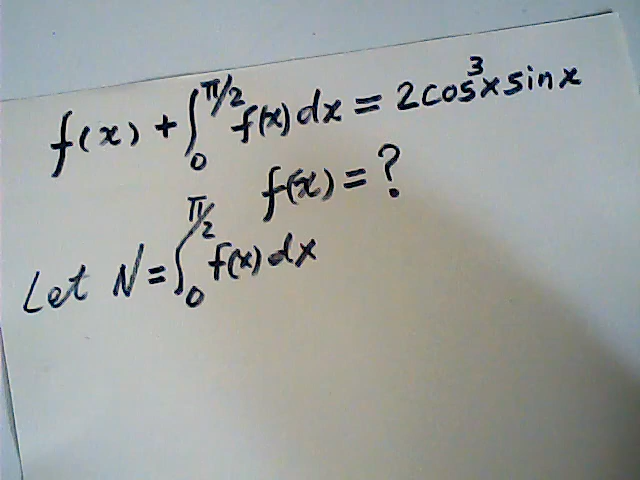 f(x) + ∫₀^π/2 f(x) dx = 2cos³x sinx
f(x) = ?
Let N = ∫₀^π/2 f(x) dx